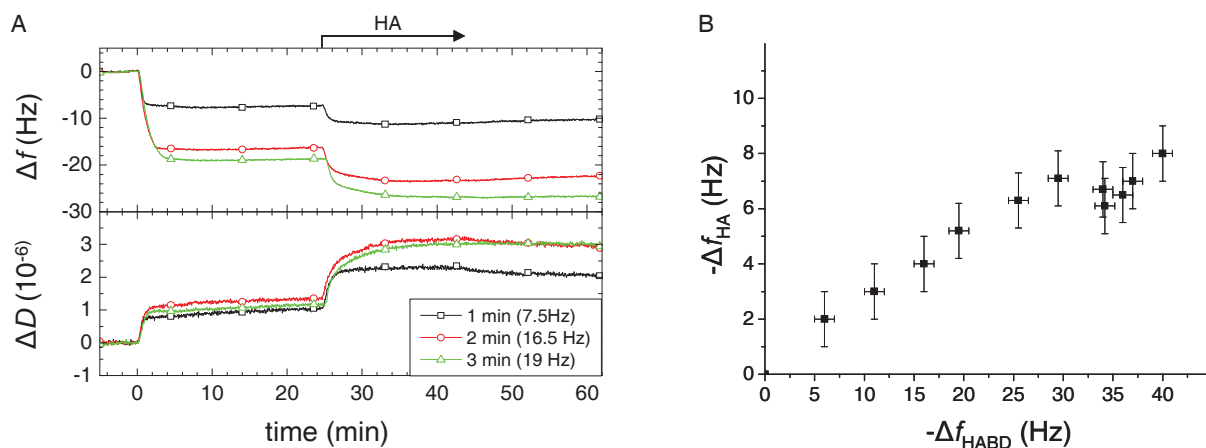 A
HA
0
-10
-20
-30
Δf (Hz)
3
2
1
0
-1
ΔD (10-6)
1 min (7.5Hz)
2 min (16.5 Hz)
3 min (19 Hz)
0 10 20 30 40 50 60
time (min)
B
10
8
6
4
2
0
-ΔfHA (Hz)
0 5 10 15 20 25 30 35 40
-ΔfHABD (Hz)